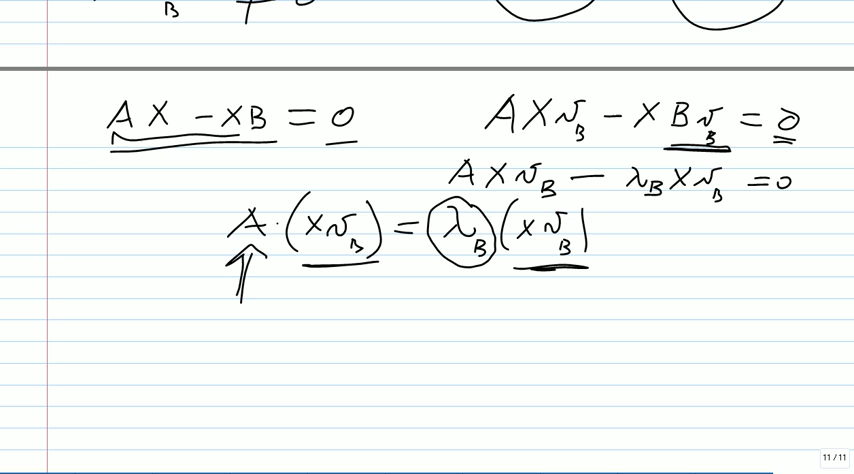 B
AX - XB = 0
AXv_B - XBv_B = 0
AXv_B - λ_B Xv_B = 0
A · (Xv_B) = λ_B (Xv_B)
11 / 11